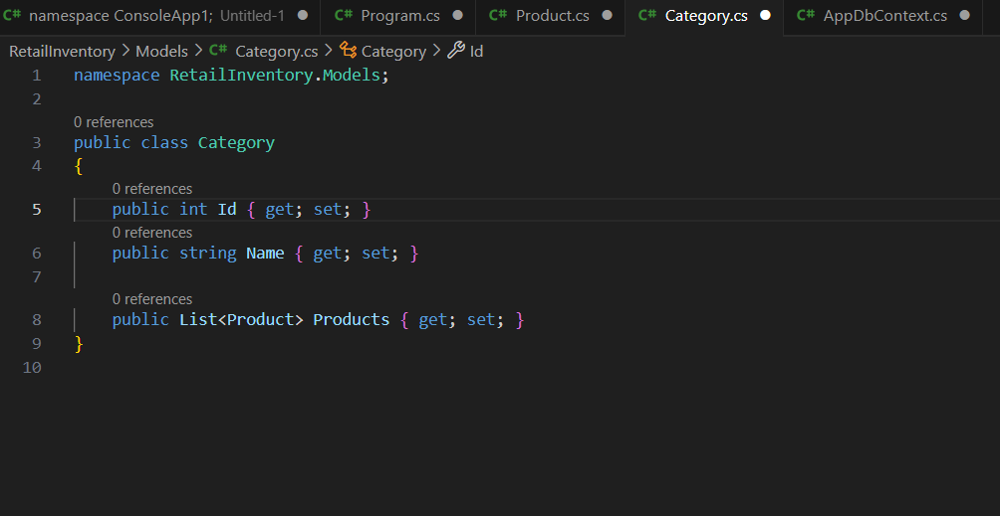 C# namespace ConsoleApp1; Untitled-1 ● C# Program.cs ● C# Product.cs ● C# Category.cs ● C# AppDbContext.cs ●
RetailInventory > Models > C# Category.cs > Category > Id
1 namespace RetailInventory.Models;
2
0 references
3 public class Category
4 {
0 references
5 public int Id { get; set; }
0 references
6 public string Name { get; set; }
7
0 references
8 public List<Product> Products { get; set; }
9 }
10